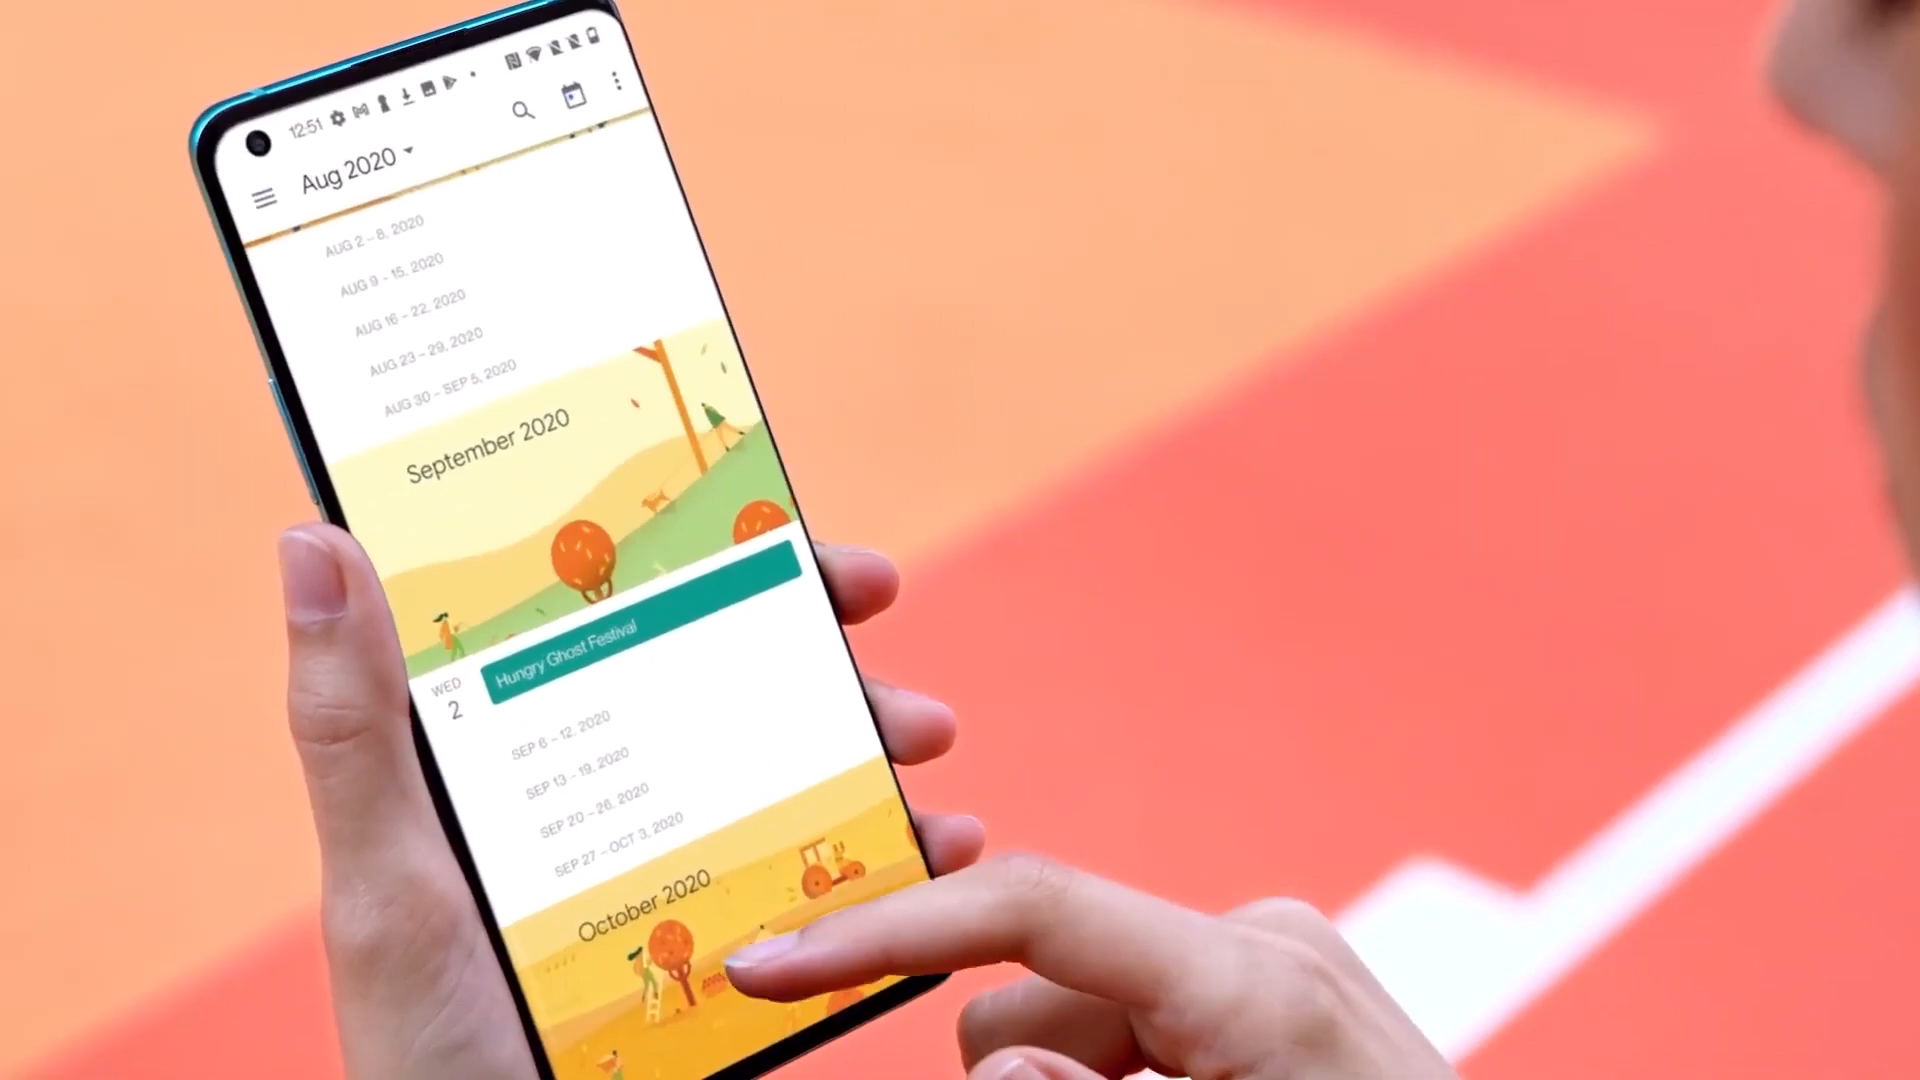 12:51
Aug 2020
AUG 2 – 8, 2020
AUG 9 – 15, 2020
AUG 16 – 22, 2020
AUG 23 – 29, 2020
AUG 30 – SEP 5, 2020
September 2020
Hungry Ghost Festival
WED
2
SEP 6 – 12, 2020
SEP 13 – 19, 2020
SEP 20 – 26, 2020
SEP 27 – OCT 3, 2020
October 2020